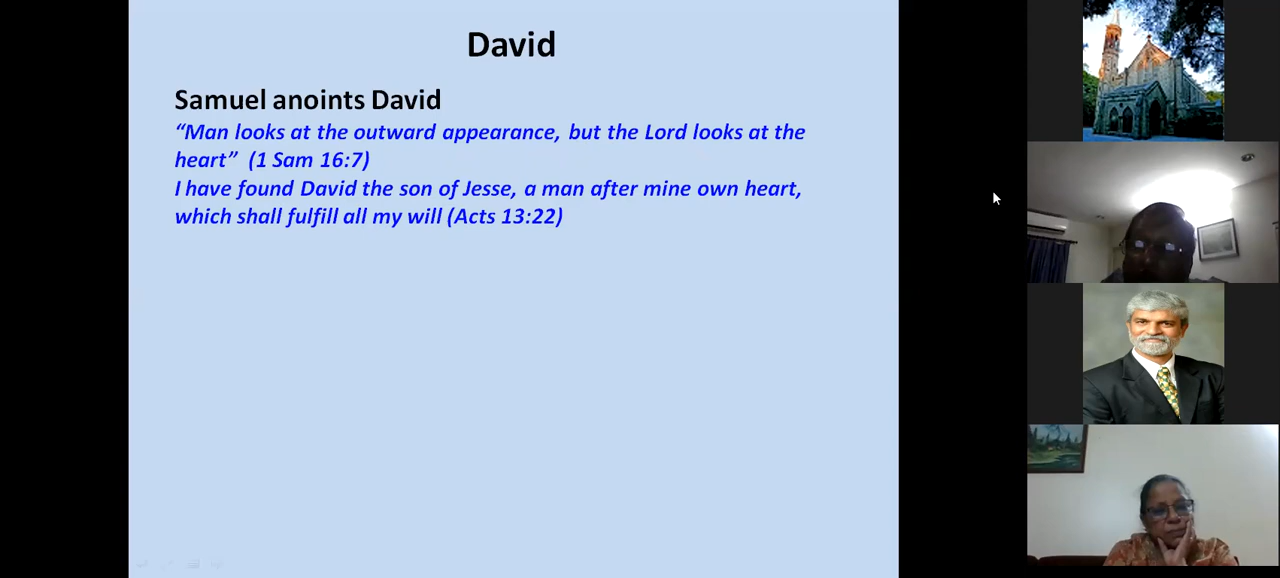 David
Samuel anoints David
“Man looks at the outward appearance, but the Lord looks at the
heart” (1 Sam 16:7)
I have found David the son of Jesse, a man after mine own heart,
which shall fulfill all my will (Acts 13:22)